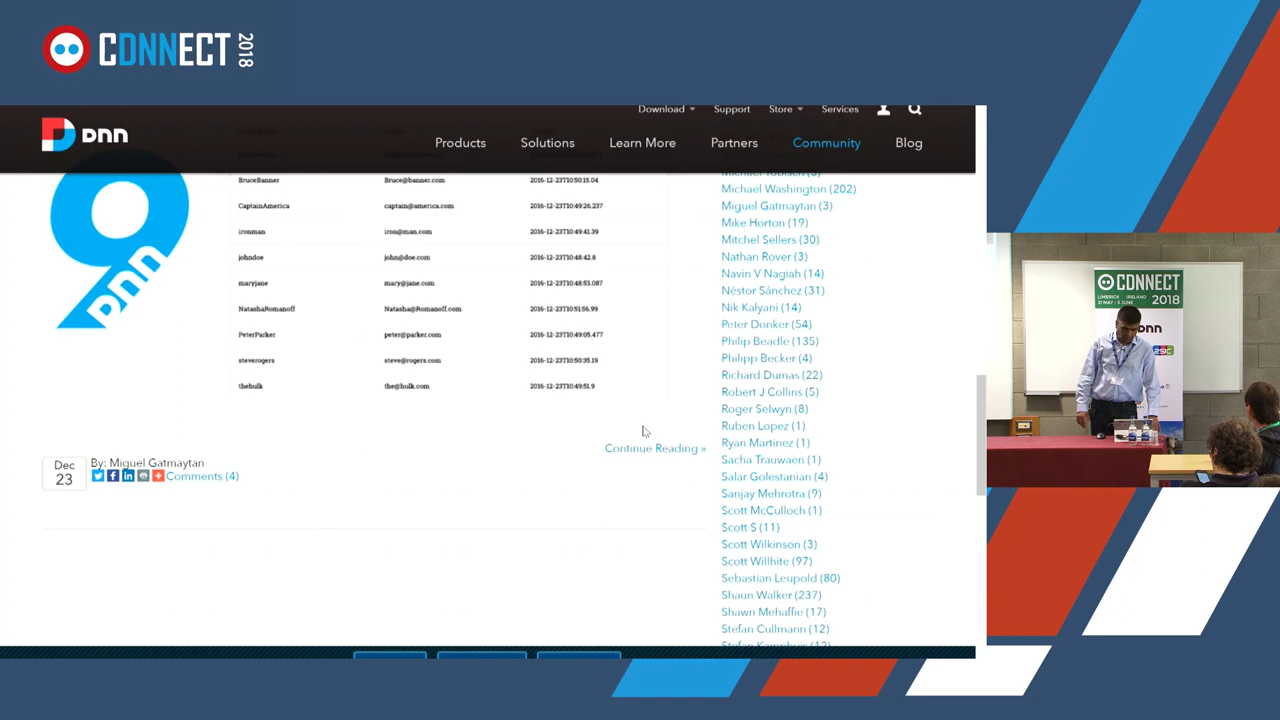 CDNNECT 2018
Download Support Store Services
DNN
Products Solutions Learn More Partners Community Blog
9
DNN
BruceBanner Bruce@banner.com 2016-12-23T10:50:15.04
CaptainAmerica captain@america.com 2016-12-23T10:49:26.237
ironman iron@man.com 2016-12-23T10:49:41.39
johndoe john@doe.com 2016-12-23T10:48:42.8
maryjane mary@jane.com 2016-12-23T10:48:53.087
NatashaRomanoff Natasha@Romanoff.com 2016-12-23T10:51:56.99
PeterParker peter@parker.com 2016-12-23T10:49:05.477
steverogers steve@rogers.com 2016-12-23T10:50:35.19
thehulk the@hulk.com 2016-12-23T10:49:51.9
Continue Reading »
Dec
23
By: Miguel Gatmaytan
Comments (4)
Michael Washington (202)
Miguel Gatmaytan (3)
Mike Horton (19)
Mitchel Sellers (30)
Nathan Rover (3)
Navin V Nagiah (14)
Néstor Sánchez (31)
Nik Kalyani (14)
Peter Donker (54)
Philip Beadle (135)
Philipp Becker (4)
Richard Dumas (22)
Robert J Collins (5)
Roger Selwyn (8)
Ruben Lopez (1)
Ryan Martinez (1)
Sacha Trauwaen (1)
Salar Golestanian (4)
Sanjay Mehrotra (9)
Scott McCulloch (1)
Scott S (11)
Scott Wilkinson (3)
Scott Willhite (97)
Sebastian Leupold (80)
Shaun Walker (237)
Shawn Mehaffie (17)
Stefan Cullmann (12)
CONNECT
LIMERICK - IRELAND
31 MAY - 3 JUNE 2018